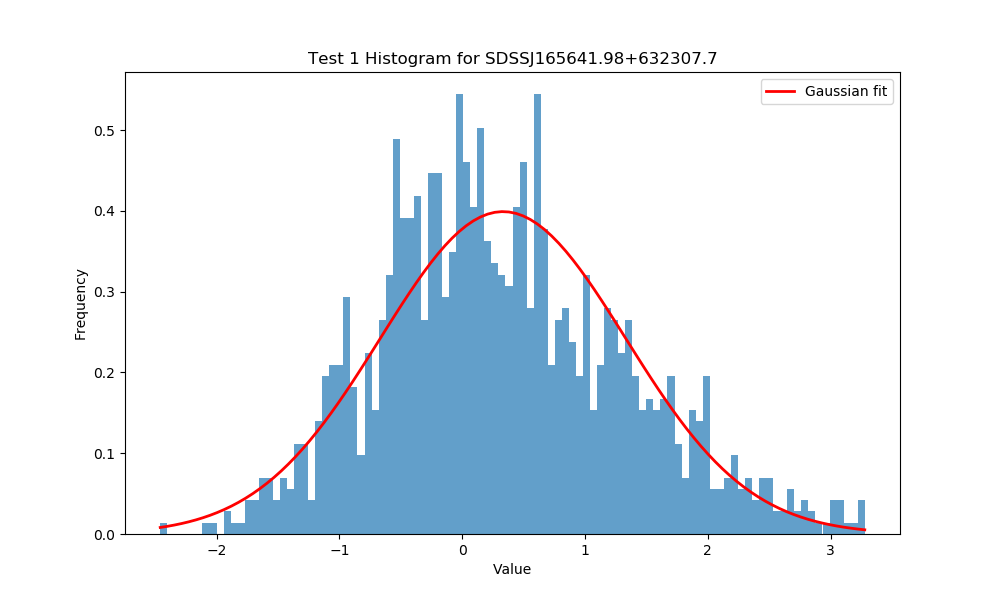 Test 1 Histogram for SDSSJ165641.98+632307.7
Gaussian fit
Frequency
0.5
0.4
0.3
0.2
0.1
0.0
−2 −1 0 1 2 3
Value